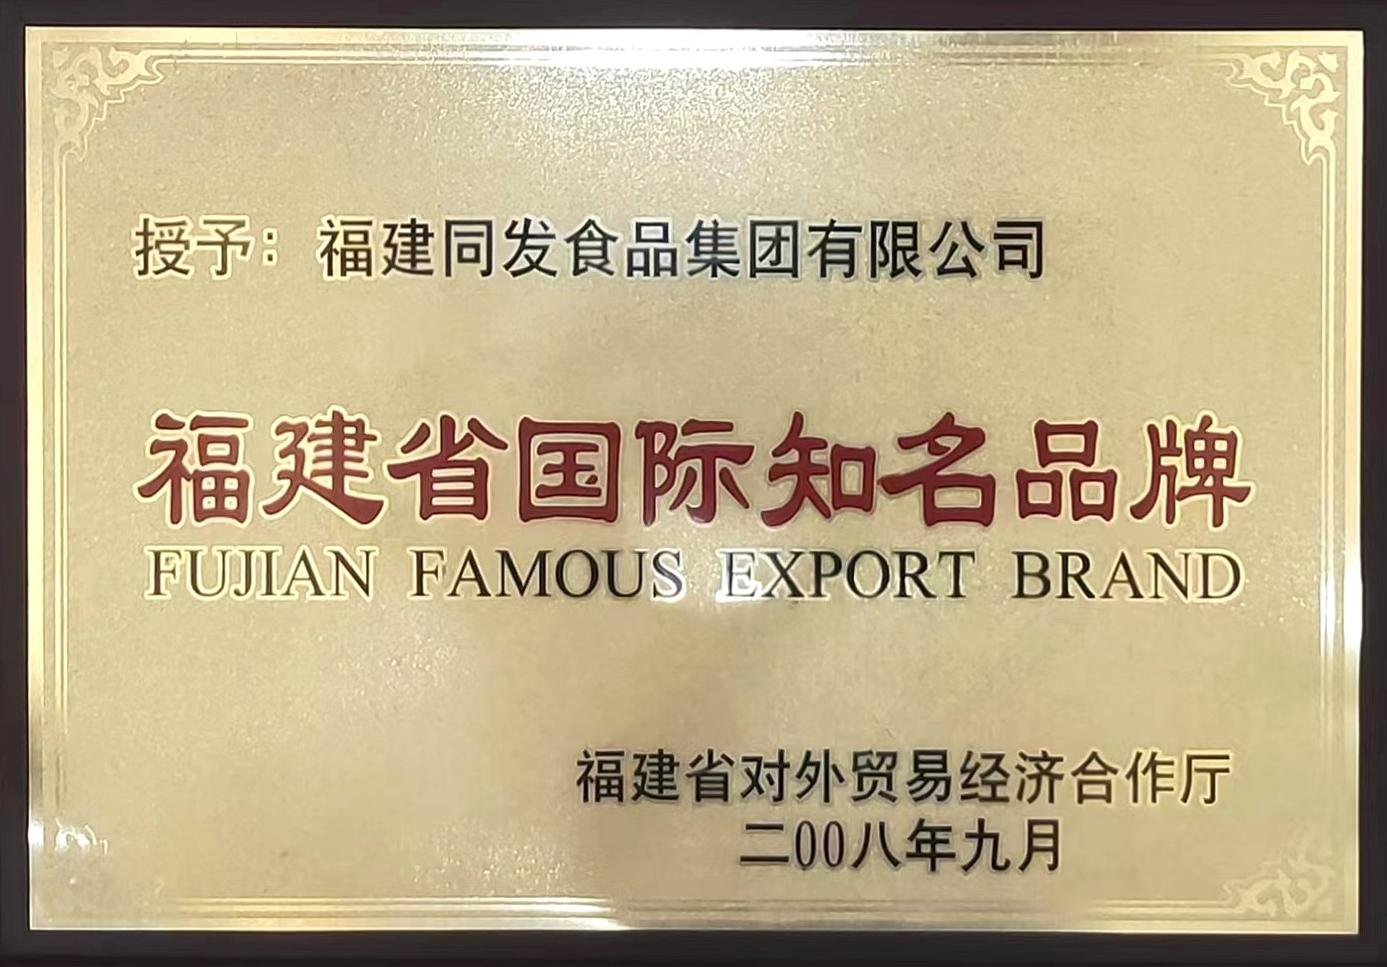 授予：福建同发食品集团有限公司
福建省国际知名品牌
FUJIAN FAMOUS EXPORT BRAND
福建省对外贸易经济合作厅
二00八年九月